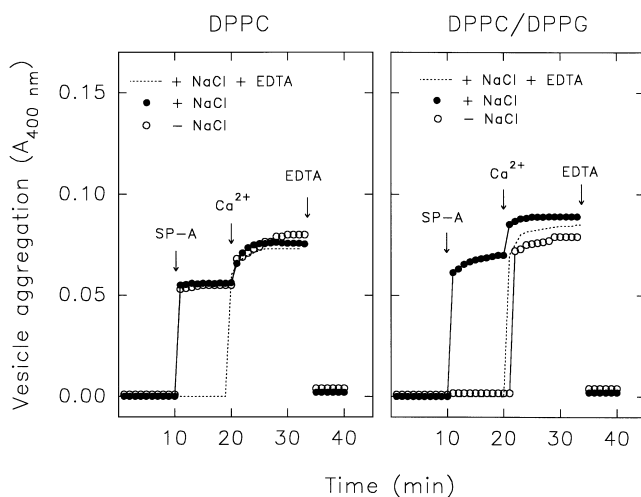 DPPC
DPPC/DPPG
Vesicle aggregation (A400 nm)
0.15
0.10
0.05
0.00
+ NaCl + EDTA
+ NaCl
− NaCl
SP−A
Ca2+
EDTA
10 20 30 40
+ NaCl + EDTA
+ NaCl
− NaCl
SP−A
Ca2+
EDTA
10 20 30 40
Time (min)